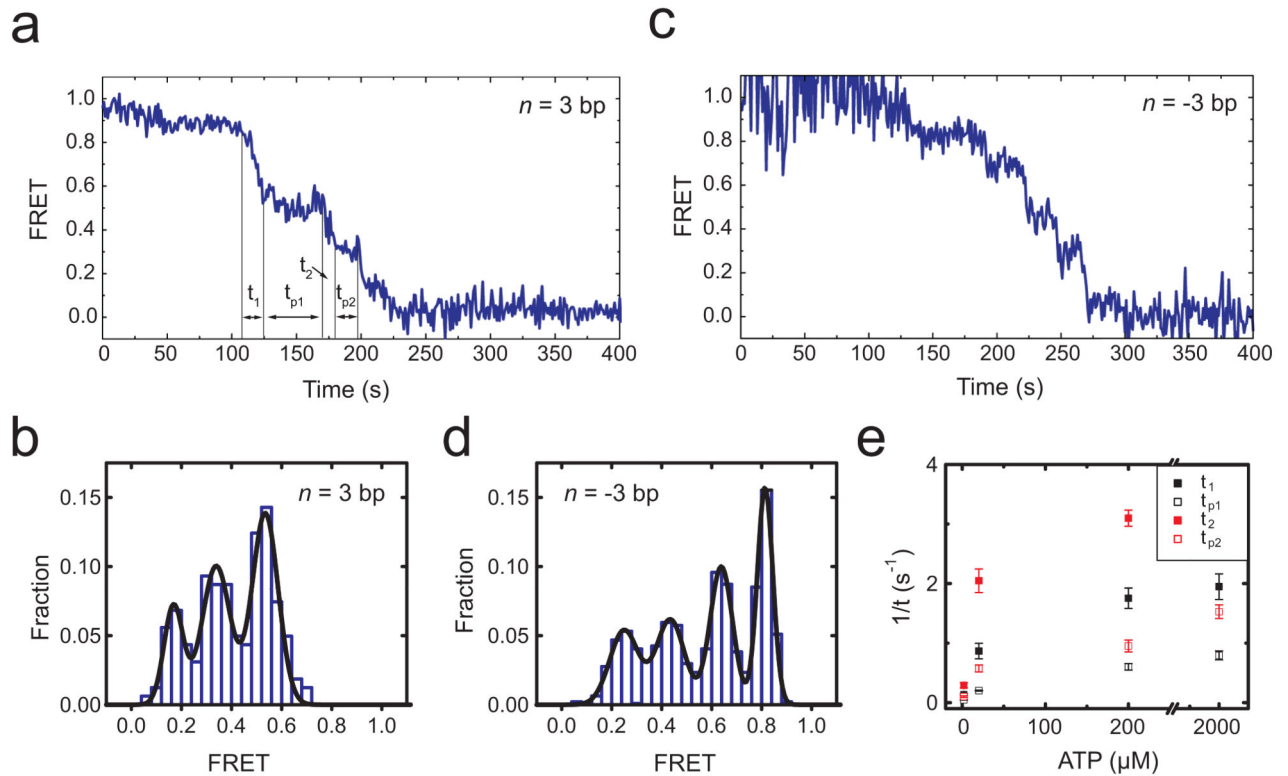 a
n = 3 bp
FRET
1.0
0.8
0.6
0.4
0.2
0.0
t1
tp1
t2
tp2
0 50 100 150 200 250 300 350 400
Time (s)
c
n = -3 bp
FRET
1.0
0.8
0.6
0.4
0.2
0.0
0 50 100 150 200 250 300 350 400
Time (s)
b
n = 3 bp
Fraction
0.15
0.10
0.05
0.00
0.0 0.2 0.4 0.6 0.8 1.0
FRET
d
n = -3 bp
Fraction
0.15
0.10
0.05
0.00
0.0 0.2 0.4 0.6 0.8 1.0
FRET
e
1/t (s-1)
4
2
0
t1
tp1
t2
tp2
0 100 200 2000
ATP (µM)